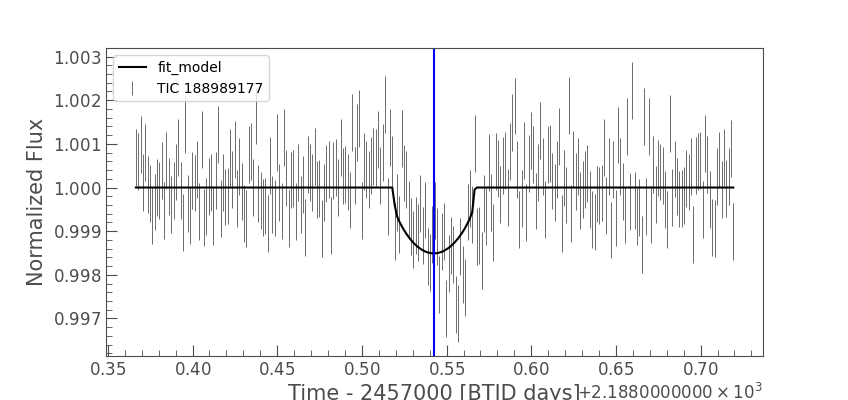 1.003
1.002
1.001
1.000
0.999
0.998
0.997
Normalized Flux
fit_model
TIC 188989177
0.35 0.40 0.45 0.50 0.55 0.60 0.65 0.70
Time - 2457000 [BTJD days]
+2.1880000000 × 10³